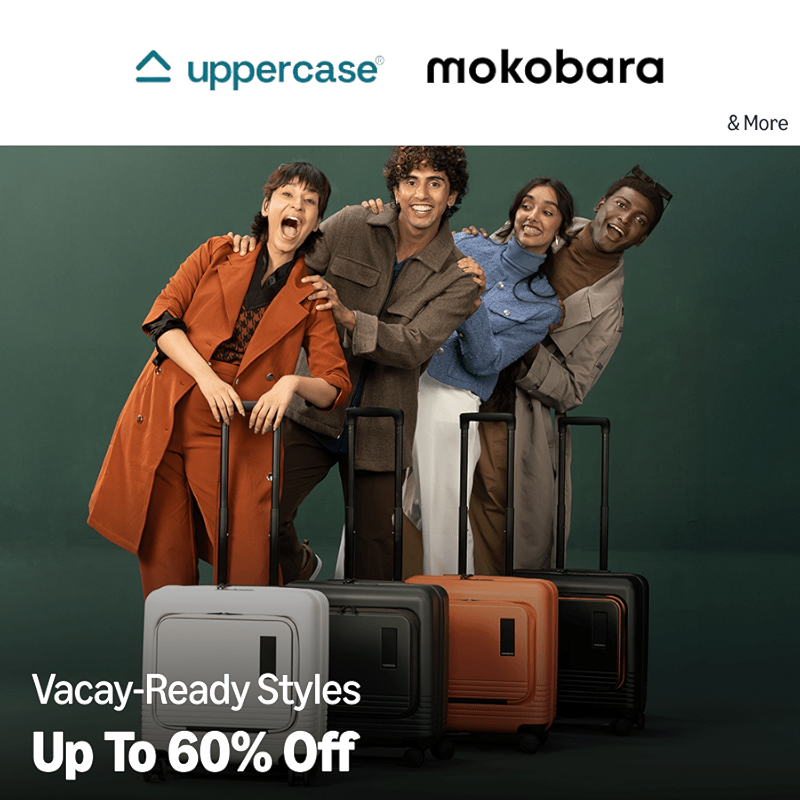 uppercase®
mokobara
& More
Vacay-Ready Styles
Up To 60% Off